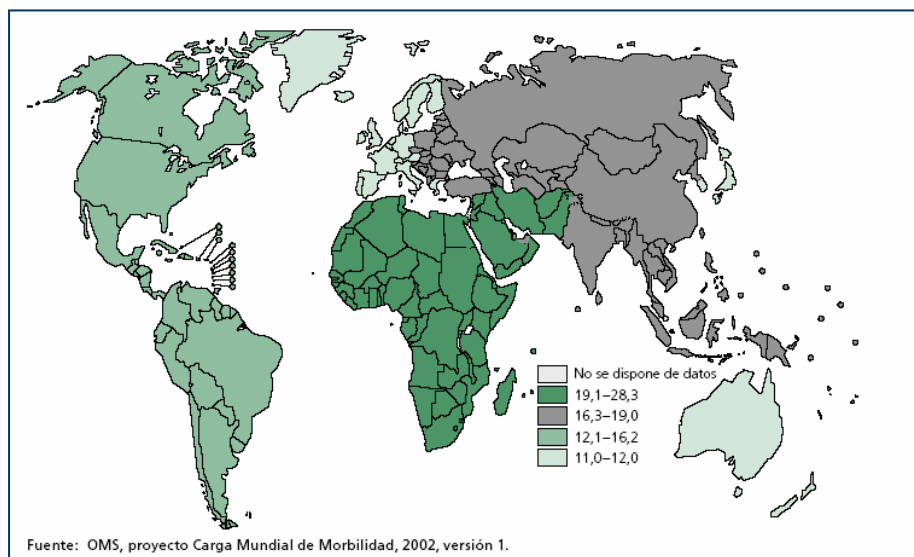 No se dispone de datos
19,1–28,3
16,3–19,0
12,1–16,2
11,0–12,0
Fuente: OMS, proyecto Carga Mundial de Morbilidad, 2002, versión 1.